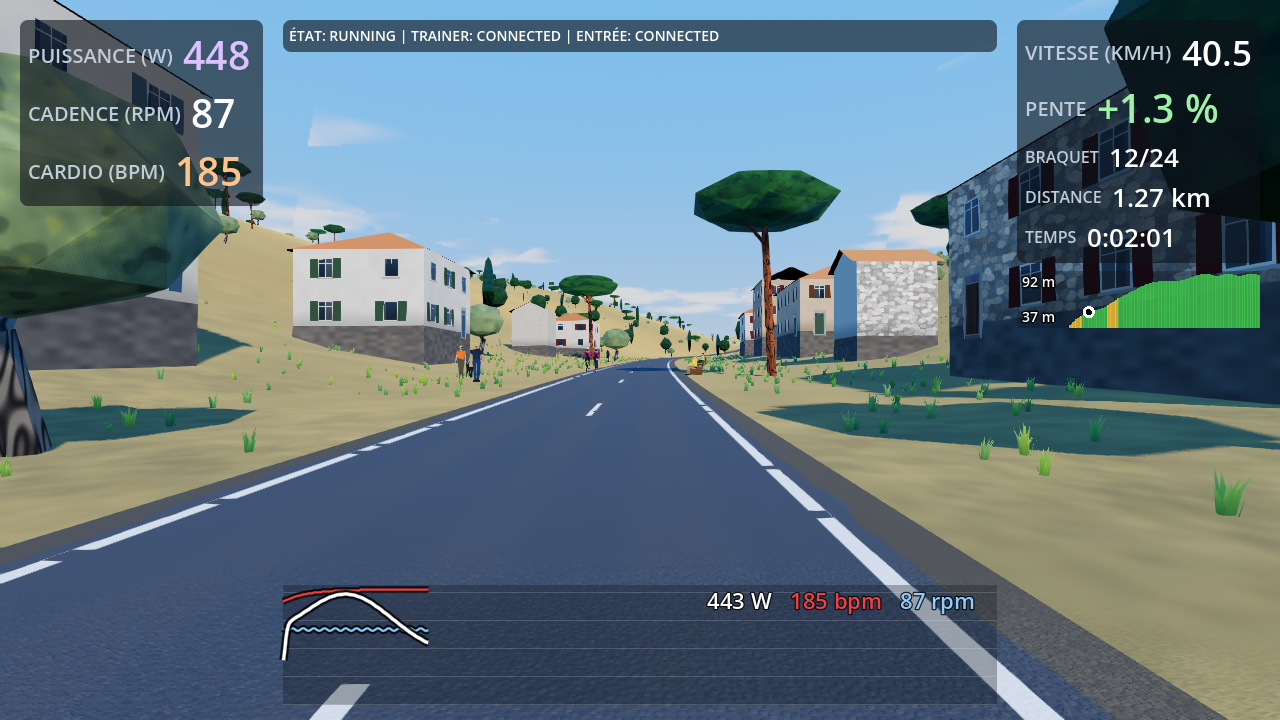 PUISSANCE (W) 448
CADENCE (RPM) 87
CARDIO (BPM) 185
ÉTAT: RUNNING | TRAINER: CONNECTED | ENTRÉE: CONNECTED
VITESSE (KM/H) 40.5
PENTE +1.3 %
BRAQUET 12/24
DISTANCE 1.27 km
TEMPS 0:02:01
92 m
37 m
443 W 185 bpm 87 rpm